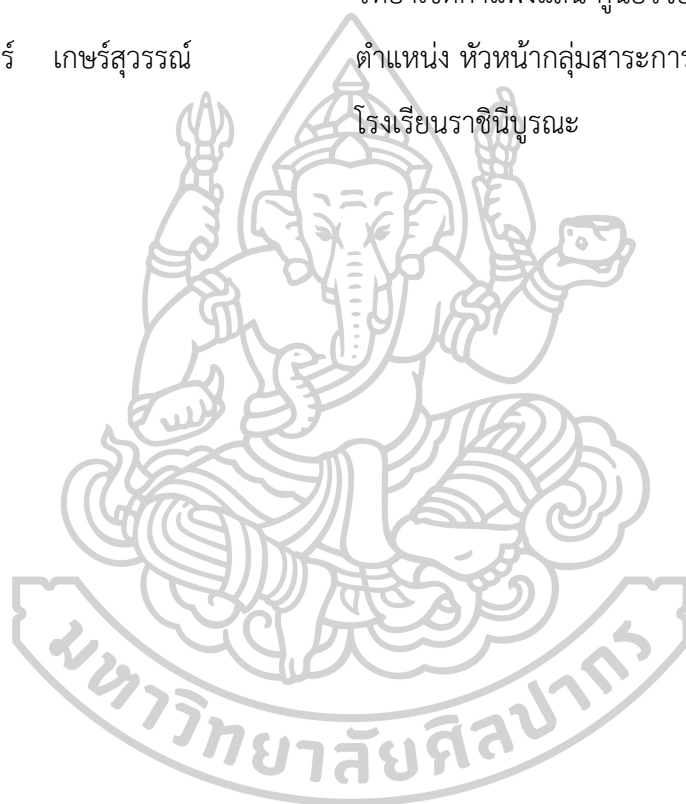 ร์ เกษร์สุวรรณ์ ตำแหน่ง หัวหน้ากลุ่มสาระการ
โรงเรียนราชินีบูรณะ
มหาวิทยาลัยศิลปากร